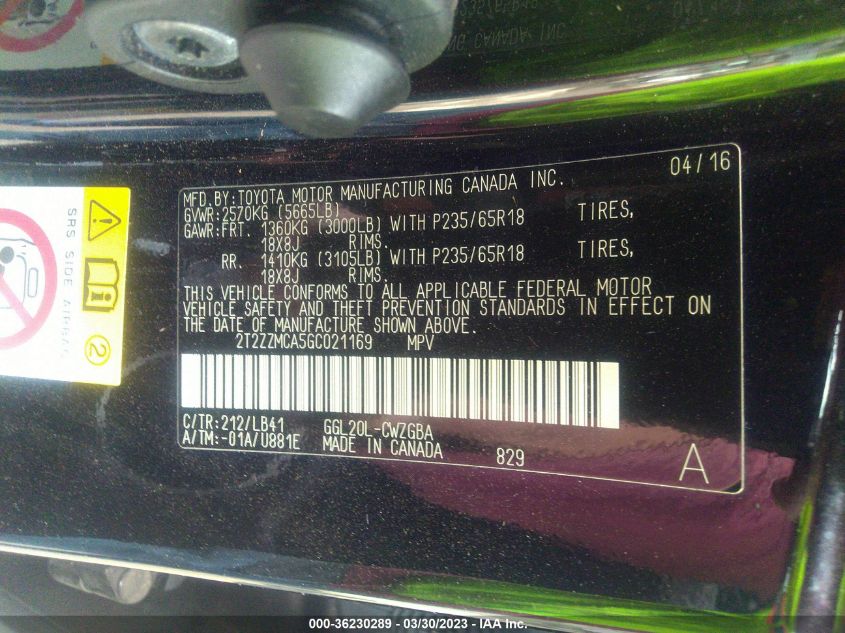 04/16
MFD.BY:TOYOTA MOTOR MANUFACTURING CANADA INC.
GVWR:2570KG (5665LB)
GAWR:FRT. 1360KG (3000LB) WITH P235/65R18 TIRES,
18X8J RIMS.
RR. 1410KG (3105LB) WITH P235/65R18 TIRES,
18X8J RIMS.
THIS VEHICLE CONFORMS TO ALL APPLICABLE FEDERAL MOTOR
VEHICLE SAFETY AND THEFT PREVENTION STANDARDS IN EFFECT ON
THE DATE OF MANUFACTURE SHOWN ABOVE.
2T2ZZMCA5GC021169 MPV
C/TR:212/LB41 GGL20L-CWZGBA
A/TM:-01A/U881E MADE IN CANADA 829
A
SRS SIDE AIRBAG
2
000-36230289 - 03/30/2023 - IAA Inc.